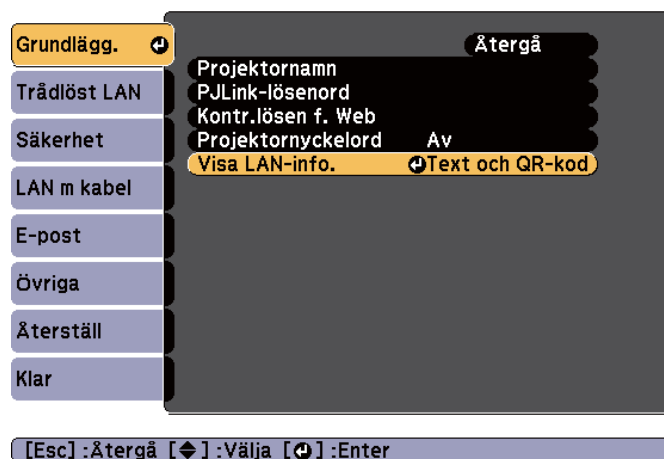 Grundlägg.
Trådlöst LAN
Säkerhet
LAN m kabel
E-post
Övriga
Återställ
Klar
Återgå
Projektornamn
PJLink-lösenord
Kontr.lösen f. Web
Projektornyckelord Av
Visa LAN-info. Text och QR-kod
[Esc] :Återgå [◆] :Välja [⏎] :Enter